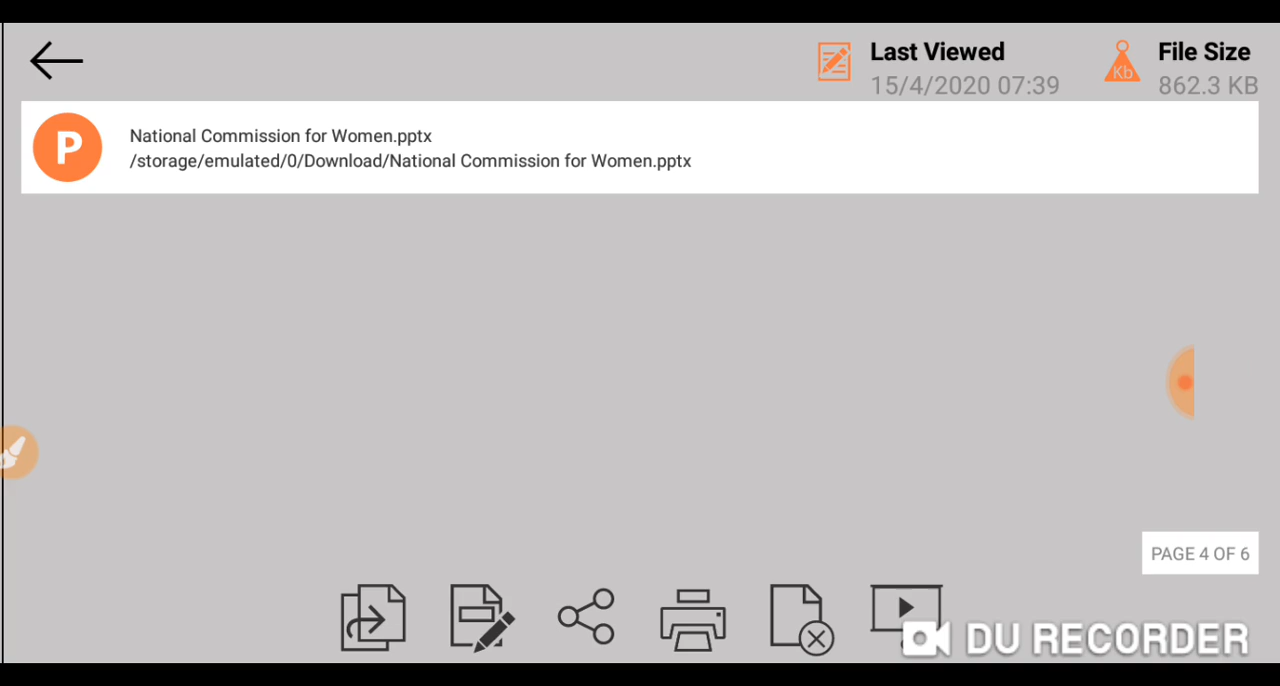 Last Viewed
15/4/2020 07:39
File Size
862.3 KB
Kb
P
National Commission for Women.pptx
/storage/emulated/0/Download/National Commission for Women.pptx
PAGE 4 OF 6
DU RECORDER